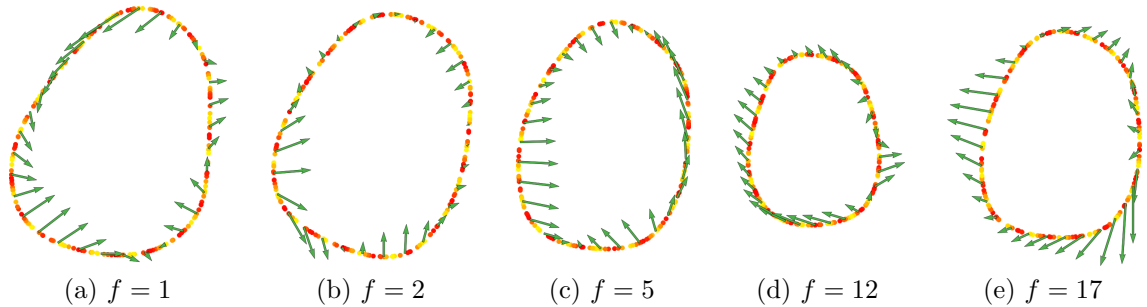 (a) f = 1 (b) f = 2 (c) f = 5 (d) f = 12 (e) f = 17